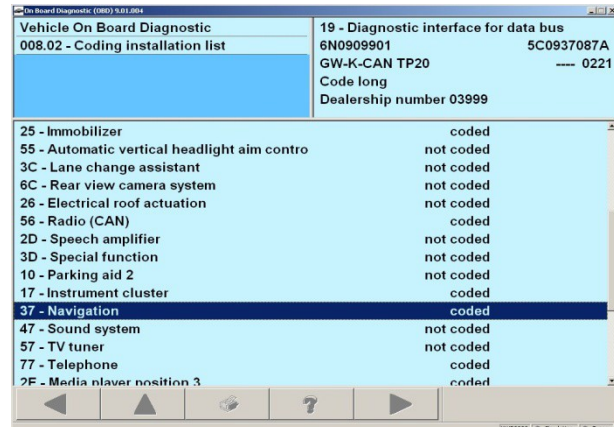 On Board Diagnostic (OBD) 9.01.004
Vehicle On Board Diagnostic
008.02 - Coding installation list
19 - Diagnostic interface for data bus
6N0909901 5C0937087A
GW-K-CAN TP20 ---- 0221
Code long
Dealership number 03999
25 - Immobilizer coded
55 - Automatic vertical headlight aim contro not coded
3C - Lane change assistant not coded
6C - Rear view camera system not coded
26 - Electrical roof actuation not coded
56 - Radio (CAN) coded
2D - Speech amplifier not coded
3D - Special function not coded
10 - Parking aid 2 not coded
17 - Instrument cluster coded
37 - Navigation coded
47 - Sound system not coded
57 - TV tuner not coded
77 - Telephone coded
2E - Media player position 3 coded
?